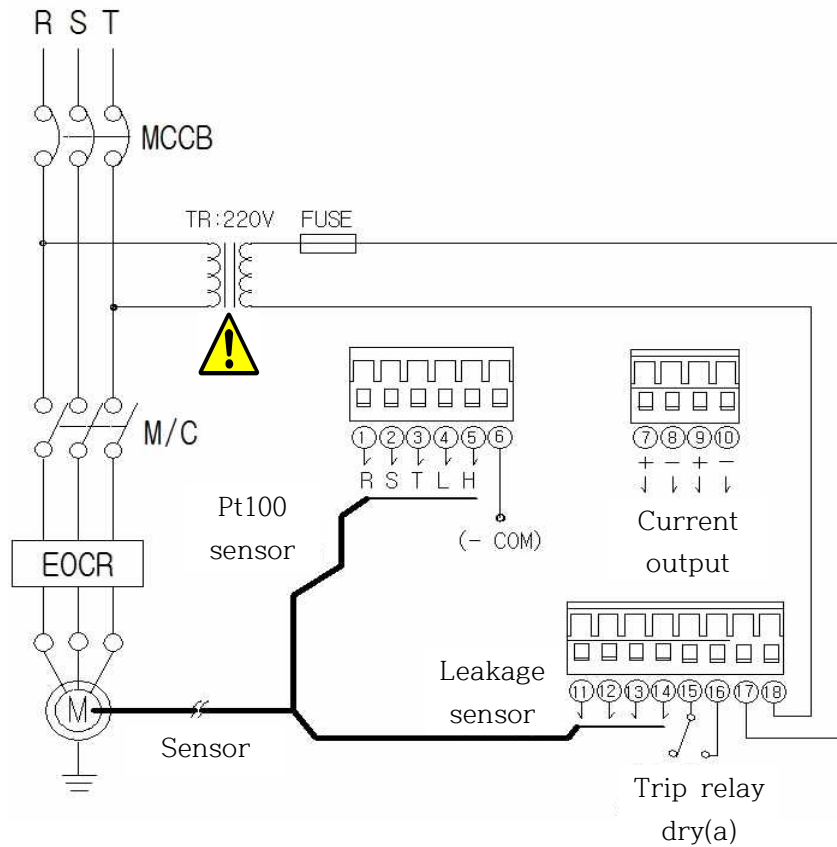 R S T
MCCB
TR:220V FUSE
!
M/C
① ② ③ ④ ⑤ ⑥
R S T L H
(- COM)
Pt100
sensor
⑦ ⑧ ⑨ ⑩
+ - + -
Current
output
EOCR
Leakage
sensor
⑪ ⑫ ⑬ ⑭ ⑮ ⑯ ⑰ ⑱
M
Sensor
Trip relay
dry(a)